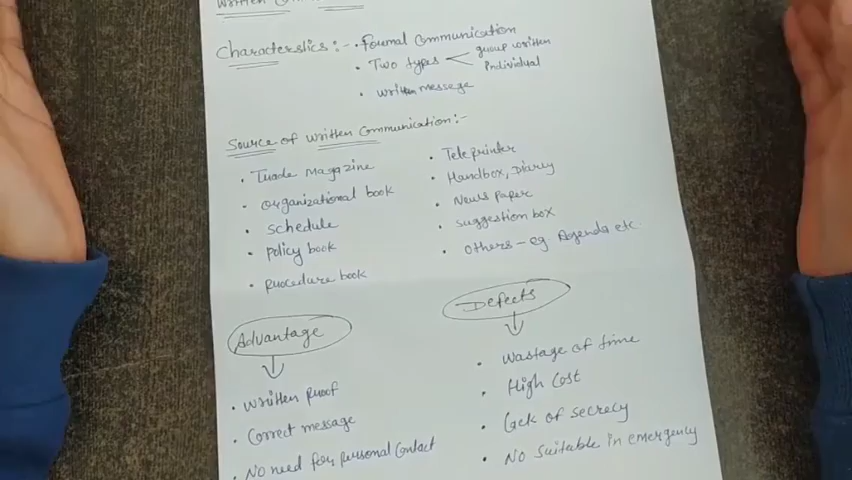 Written
Characterstics :- • Formal Communication
• Two types
group written
Individual
• written message
Source of written Communication :-
• Trade magazine
• Organizational book
• schedule
• policy book
• Procedure book
• Teleprinter
• Handbox, Diary
• News paper
• suggestion box
• others - eg Agenda etc.
Advantage
• Written proof
• Correct message
• NO need for personal Contact
Defects
• Wastage of time
• High Cost
• Lack of secrecy
• No suitable in emergency